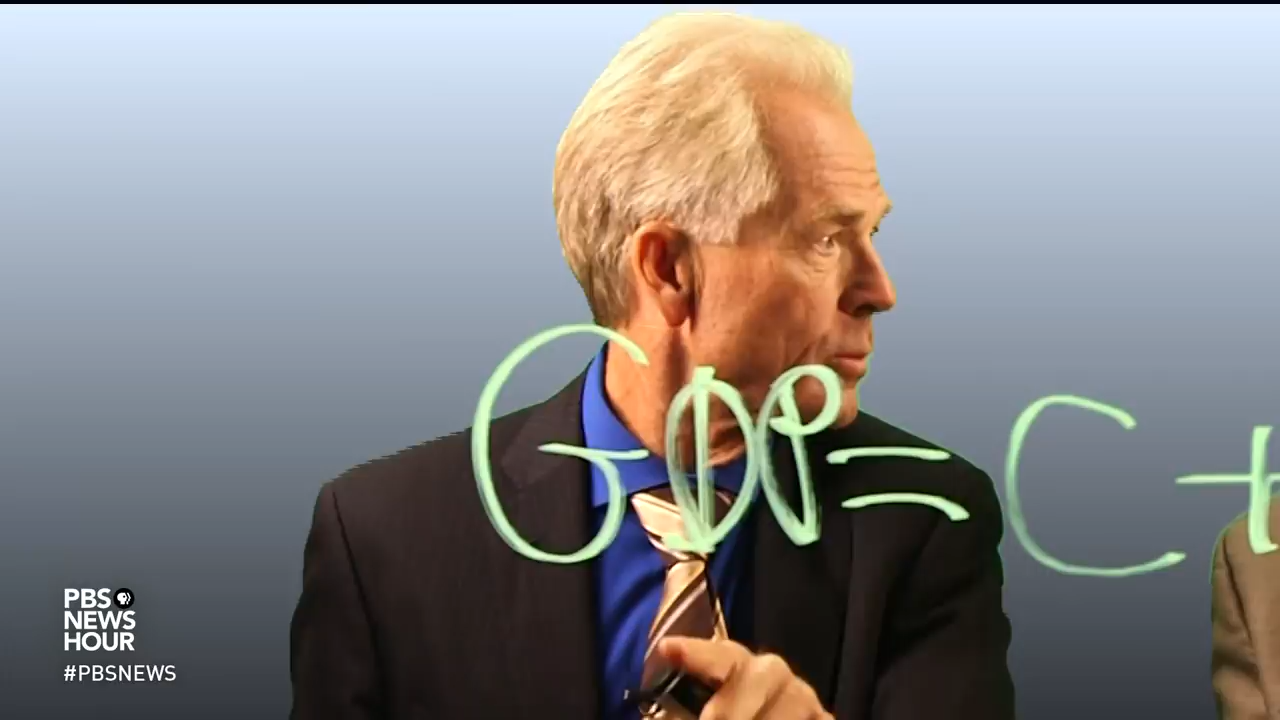 GDP = C +
PBS
NEWS
HOUR
#PBSNEWS